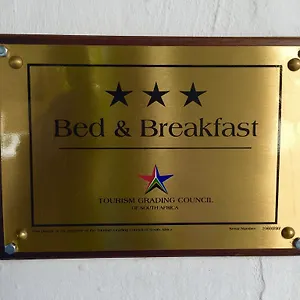 Bed & Breakfast
TOURISM GRADING COUNCIL
OF SOUTH AFRICA